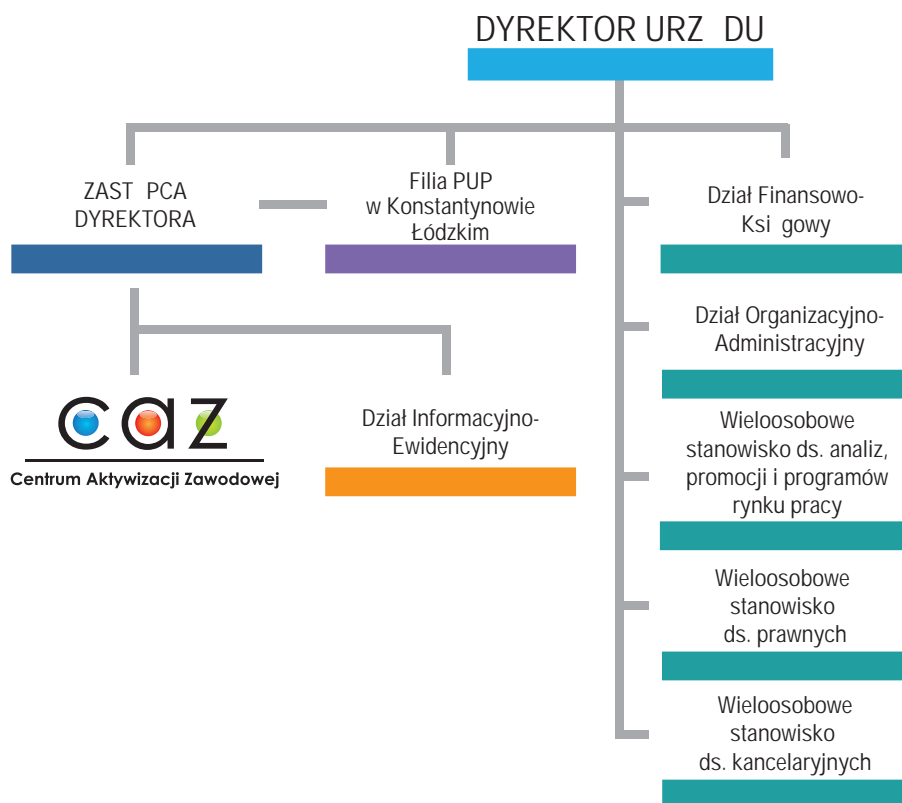 DYREKTOR URZ DU
ZAST PCA
DYREKTORA
Filia PUP
w Konstantynowie
Łódzkim
Dział Finansowo-
Ksi gowy
Dział Organizacyjno-
Administracyjny
caz
Centrum Aktywizacji Zawodowej
Dział Informacyjno-
Ewidencyjny
Wieloosobowe
stanowisko ds. analiz,
promocji i programów
rynku pracy
Wieloosobowe
stanowisko
ds. prawnych
Wieloosobowe
stanowisko
ds. kancelaryjnych